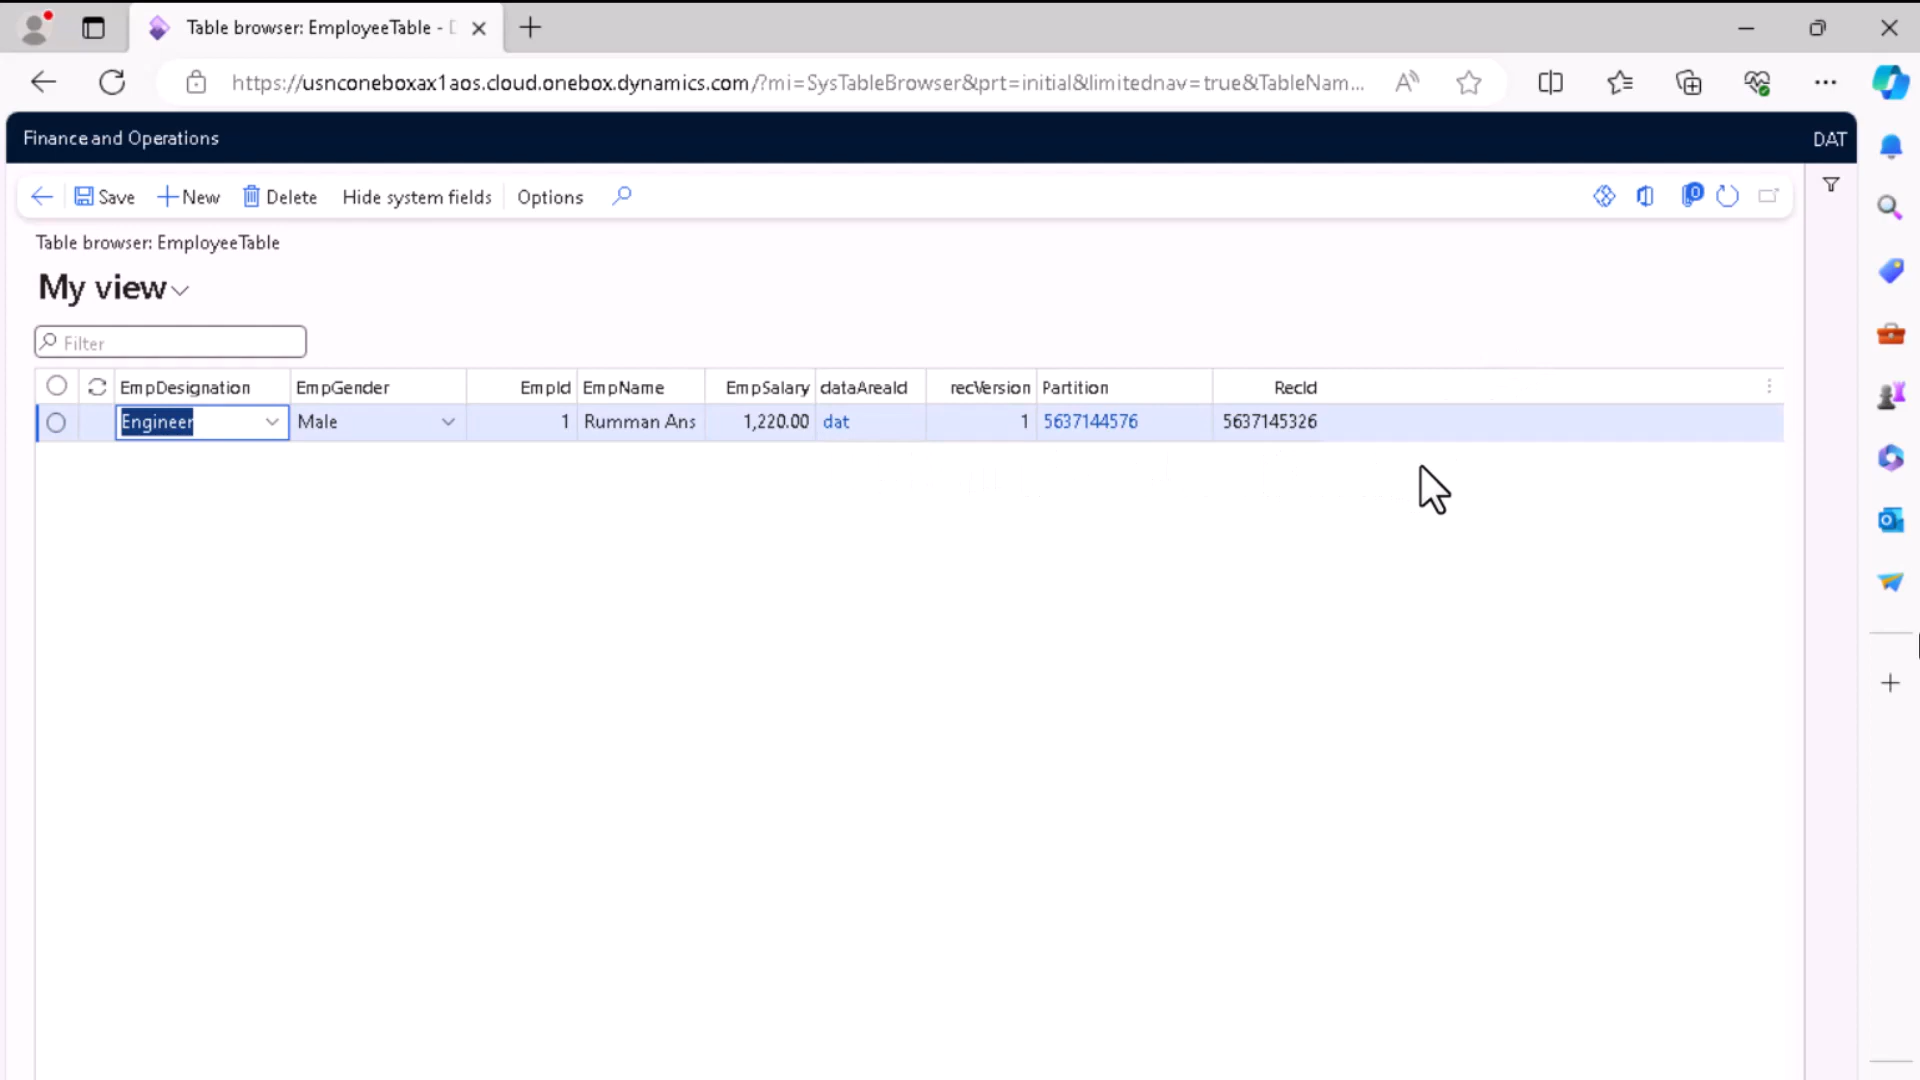 Table browser: EmployeeTable - D
https://usnconeboxax1aos.cloud.onebox.dynamics.com/?mi=SysTableBrowser&prt=initial&limitednav=true&TableNam...
Finance and Operations DAT
Save New Delete Hide system fields Options 0
Table browser: EmployeeTable
My view
Filter
EmpDesignation EmpGender EmpId EmpName EmpSalary dataAreaId recVersion Partition RecId
Engineer Male 1 Rumman Ans 1,220.00 dat 1 5637144576 5637145326